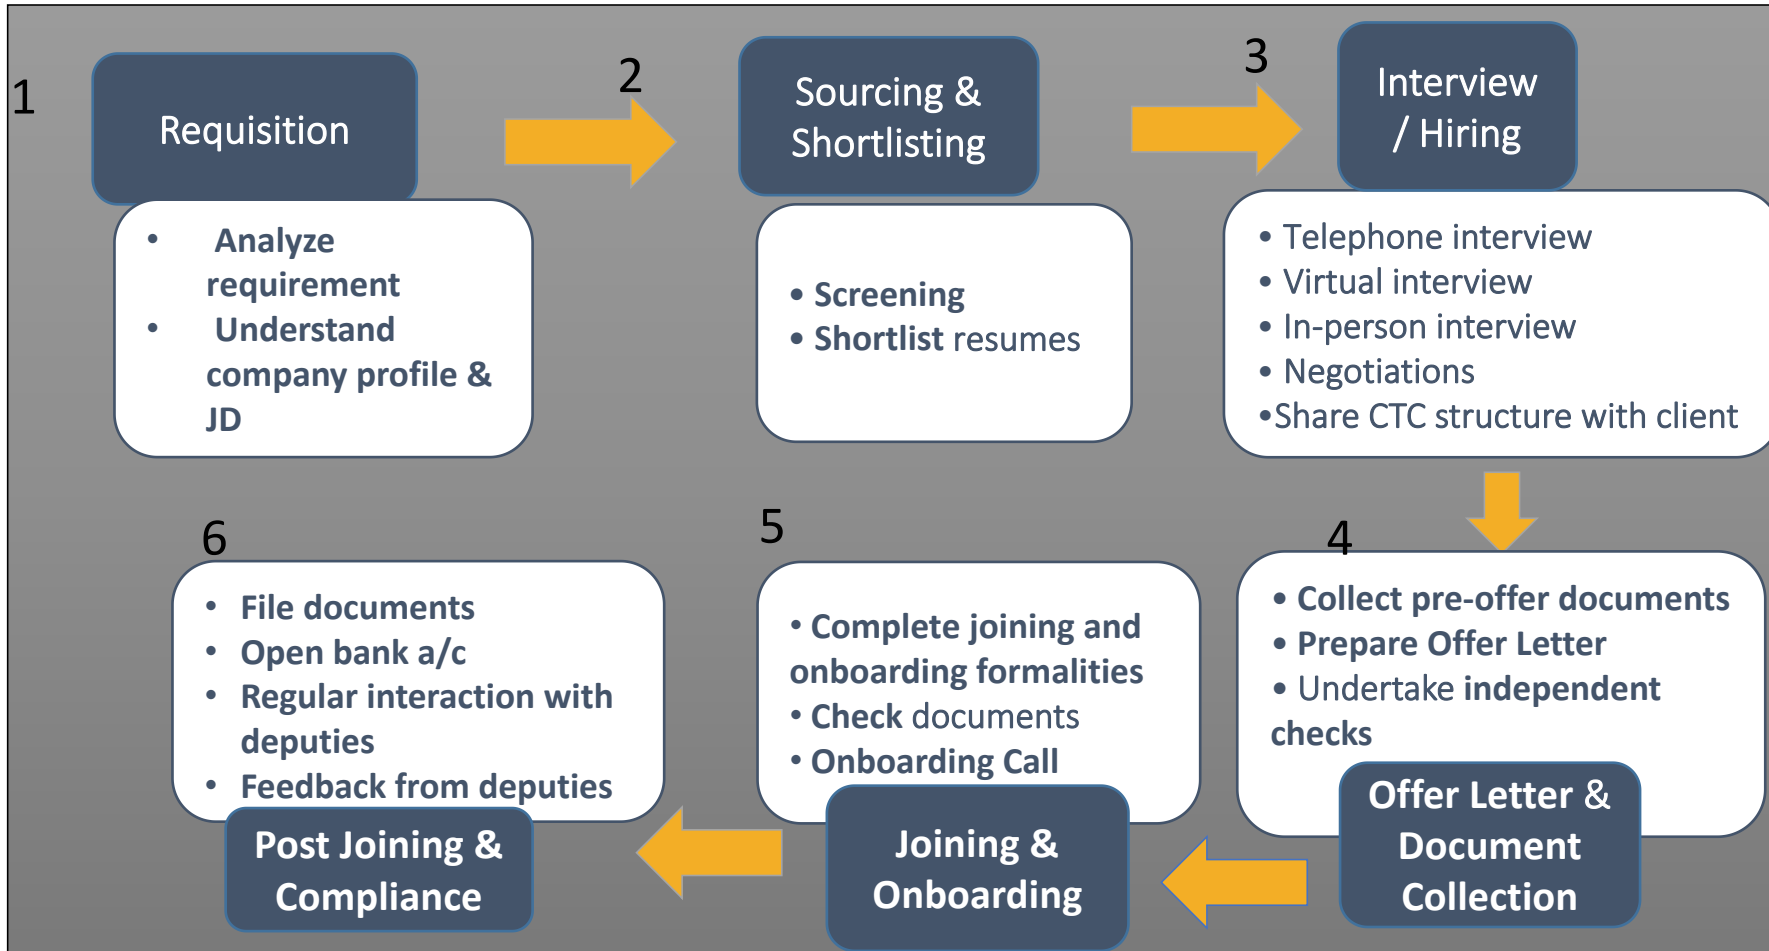 1
Requisition
• Analyze
requirement
• Understand
company profile &
JD
2
Sourcing &
Shortlisting
• Screening
• Shortlist resumes
3
Interview
/ Hiring
• Telephone interview
• Virtual interview
• In-person interview
• Negotiations
•Share CTC structure with client
4
• Collect pre-offer documents
• Prepare Offer Letter
• Undertake independent
checks
Offer Letter &
Document
Collection
5
• Complete joining and
onboarding formalities
• Check documents
• Onboarding Call
Joining &
Onboarding
6
• File documents
• Open bank a/c
• Regular interaction with
deputies
• Feedback from deputies
Post Joining &
Compliance